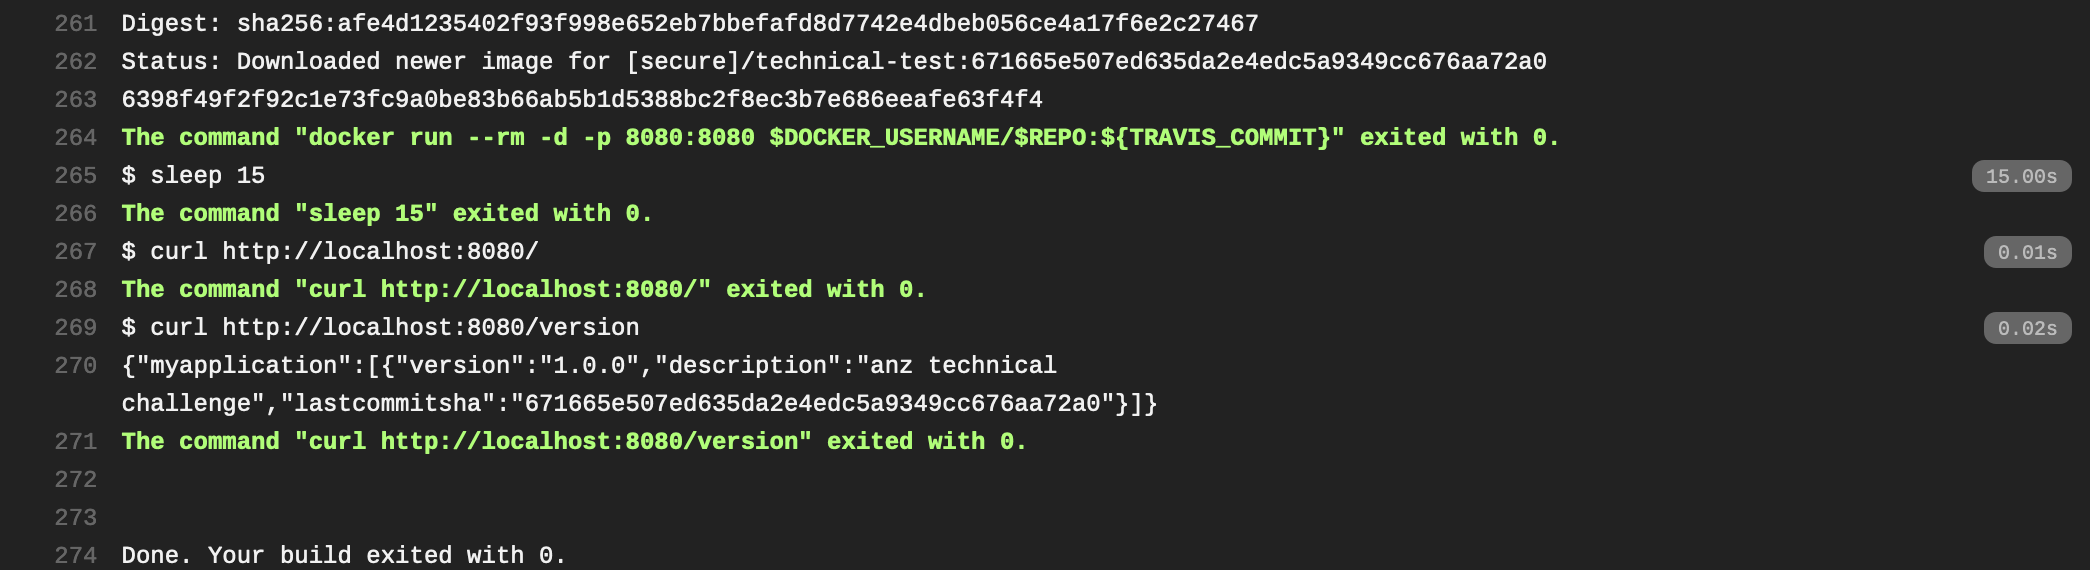 261 Digest: sha256:afe4d1235402f93f998e652eb7bbefafd8d7742e4dbeb056ce4a17f6e2c27467
262 Status: Downloaded newer image for [secure]/technical-test:671665e507ed635da2e4edc5a9349cc676aa72a0
263 6398f49f2f92c1e73fc9a0be83b66ab5b1d5388bc2f8ec3b7e686eeafe63f4f4
264 The command "docker run --rm -d -p 8080:8080 $DOCKER_USERNAME/$REPO:${TRAVIS_COMMIT}" exited with 0.
265 $ sleep 15 15.00s
266 The command "sleep 15" exited with 0.
267 $ curl http://localhost:8080/ 0.01s
268 The command "curl http://localhost:8080/" exited with 0.
269 $ curl http://localhost:8080/version 0.02s
270 {"myapplication":[{"version":"1.0.0","description":"anz technical
challenge","lastcommitsha":"671665e507ed635da2e4edc5a9349cc676aa72a0"}]}
271 The command "curl http://localhost:8080/version" exited with 0.
272
273
274 Done. Your build exited with 0.